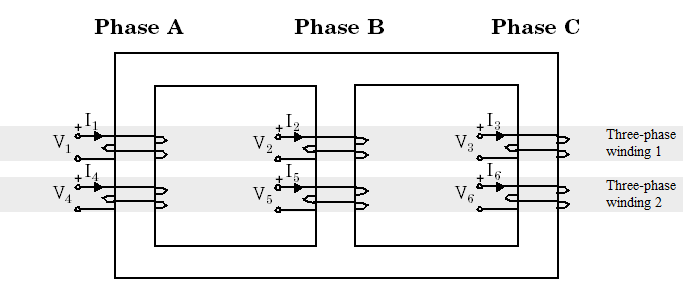 Phase A Phase B Phase C
+ I1 + I2 + I3
V1 V2 V3
Three-phase
winding 1
+ I4 + I5 + I6
V4 V5 V6
Three-phase
winding 2